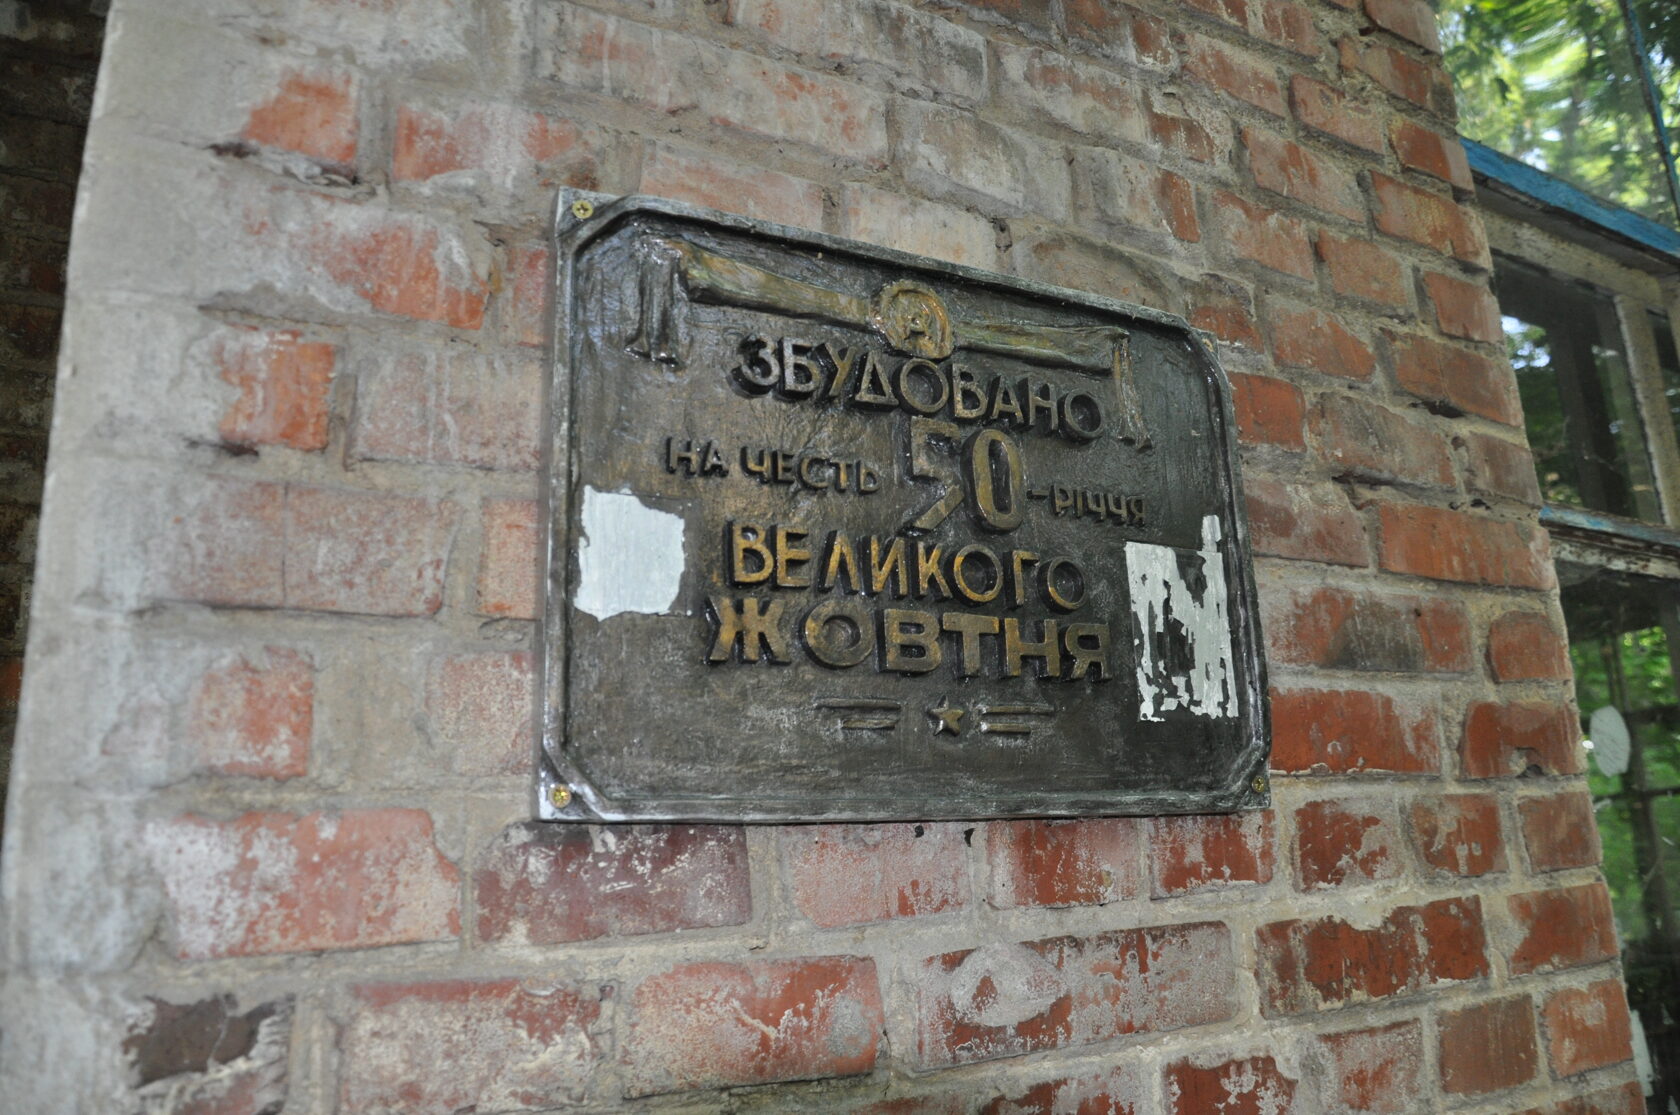 А
ЗБУДОВАНО
НА ЧЕСТЬ 50-РІЧЧЯ
ВЕЛИКОГО
ЖОВТНЯ